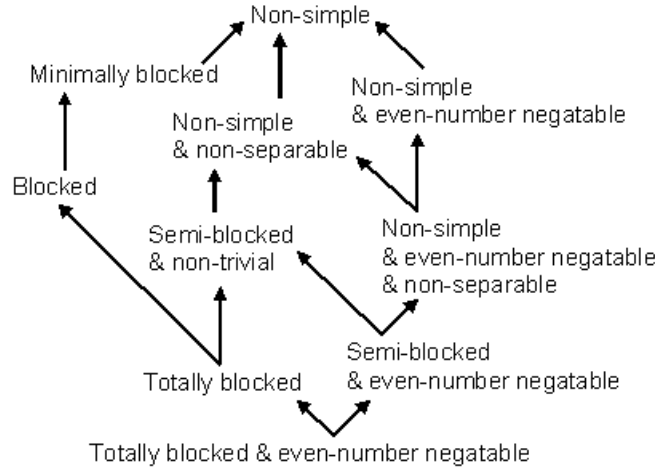 Non-simple
Minimally blocked
Non-simple
& even-number negatable
Non-simple
& non-separable
Blocked
Semi-blocked
& non-trivial
Non-simple
& even-number negatable
& non-separable
Totally blocked
Semi-blocked
& even-number negatable
Totally blocked & even-number negatable